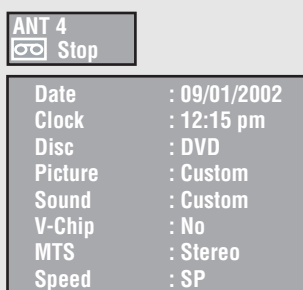 ANT 4
Stop
Date : 09/01/2002
Clock : 12:15 pm
Disc : DVD
Picture : Custom
Sound : Custom
V-Chip : No
MTS : Stereo
Speed : SP